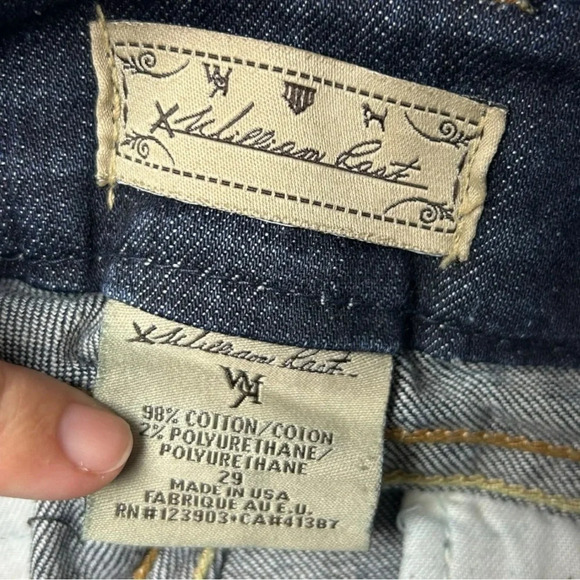 X William Rast
X William Rast
98% COTTON/COTON
2% POLYURETHANE/
POLYURETHANE
29
MADE IN USA
FABRIQUE AU E.U.
RN#123903•CA#41387